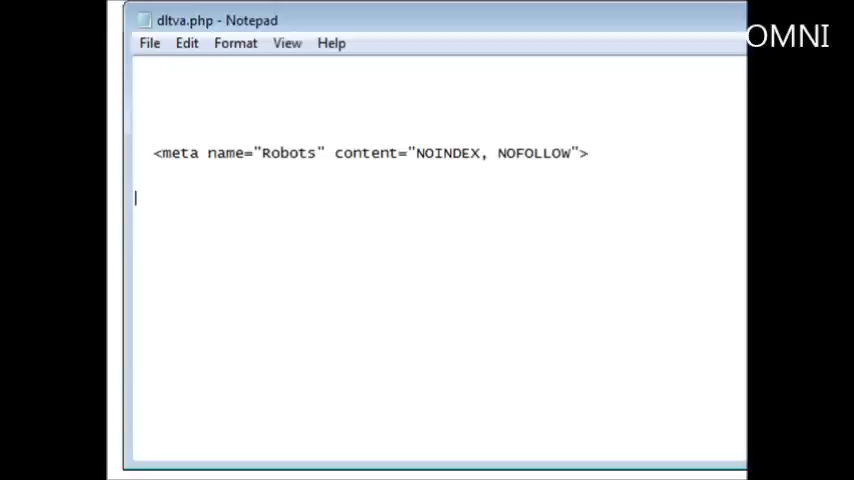 dltva.php - Notepad
OMNI
File Edit Format View Help
<meta name="Robots" content="NOINDEX, NOFOLLOW">